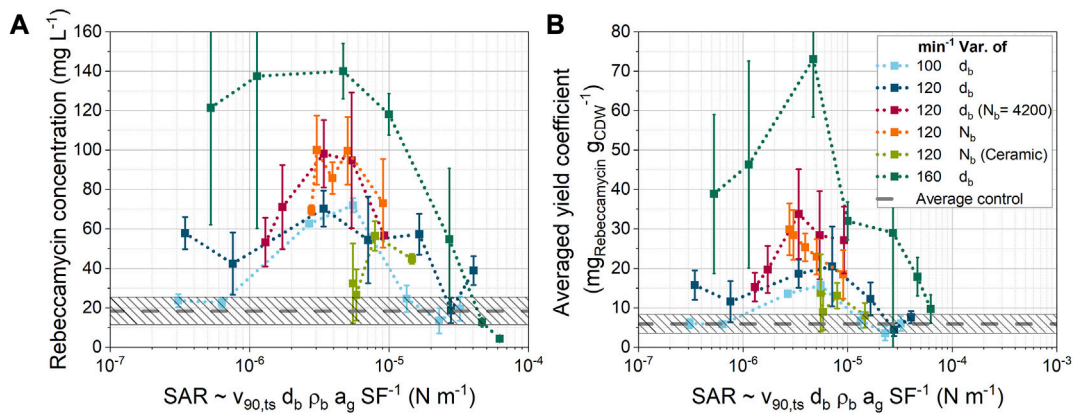 A
Rebeccamycin concentration (mg L⁻¹)
160
140
120
100
80
60
40
20
0
10⁻⁷ 10⁻⁶ 10⁻⁵ 10⁻⁴
SAR ~ v₉₀,ₜₛ d_b ρ_b a_g SF⁻¹ (N m⁻¹)
B
Averaged yield coefficient
(mg_Rebeccamycin g_CDW⁻¹)
80
70
60
50
40
30
20
10
0
10⁻⁷ 10⁻⁶ 10⁻⁵ 10⁻⁴ 10⁻³
SAR ~ v₉₀,ₜₛ d_b ρ_b a_g SF⁻¹ (N m⁻¹)
min⁻¹ Var. of
100 d_b
120 d_b
120 d_b (N_b= 4200)
120 N_b
120 N_b (Ceramic)
160 d_b
Average control